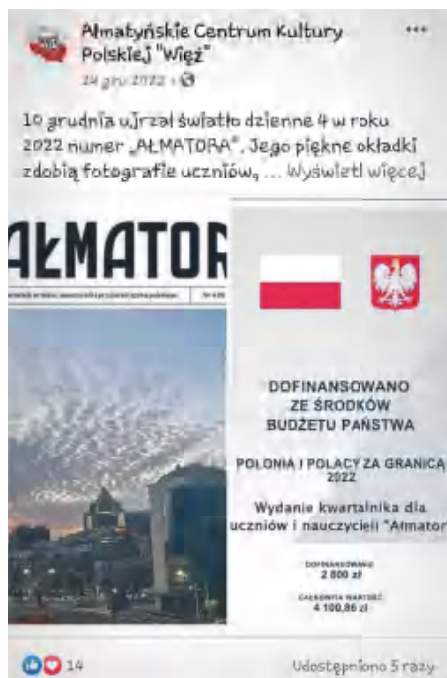 Ałmatyńskie Centrum Kultury
Polskiej "Więź"
24 gru 2022
10 grudnia ujrzał światło dzienne 4 w roku
2022 numer „AŁMATORA". Jego piękne okładki
zdobią fotografie uczniów, ... Wyświetl więcej
AŁMATOR
DOFINANSOWANO
ZE ŚRODKÓW
BUDŻETU PAŃSTWA
POLONIA I POLACY ZA GRANICĄ
2022
Wydanie kwartalnika dla
uczniów i nauczycieli "Ałmator
DOFINANSOWANIE
2 800 zł
CAŁKOWITA WARTOŚĆ
4 100,86 zł
14
Udostępniono 5 razy